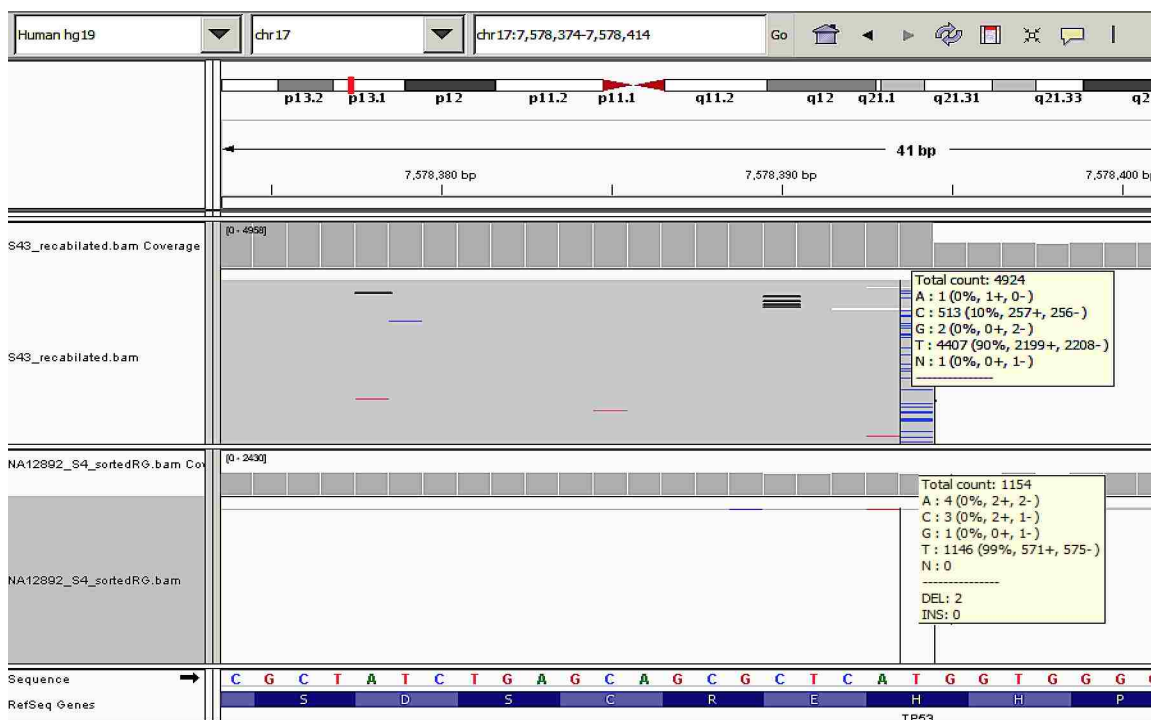 Human hg19 chr17 chr17:7,578,374-7,578,414 Go
p13.2 p13.1 p12 p11.2 p11.1 q11.2 q12 q21.1 q21.31 q21.33 q2
41 bp
7,578,380 bp 7,578,390 bp 7,578,400 bp
S43_recabilated.bam Coverage [0 - 4958]
Total count: 4924
A : 1 (0%, 1+, 0-)
C : 513 (10%, 257+, 256-)
G : 2 (0%, 0+, 2-)
T : 4407 (90%, 2199+, 2208-)
N : 1 (0%, 0+, 1-)
---------------
S43_recabilated.bam
NA12892_S4_sortedRG.bam Cov [0 - 2430]
Total count: 1154
A : 4 (0%, 2+, 2-)
C : 3 (0%, 2+, 1-)
G : 1 (0%, 0+, 1-)
T : 1146 (99%, 571+, 575-)
N : 0
---------------
DEL: 2
INS: 0
NA12892_S4_sortedRG.bam
Sequence C G C T A T C T G A G C A G C G C T C A T G G T G G G
RefSeq Genes S D S C R E H H P
TP53